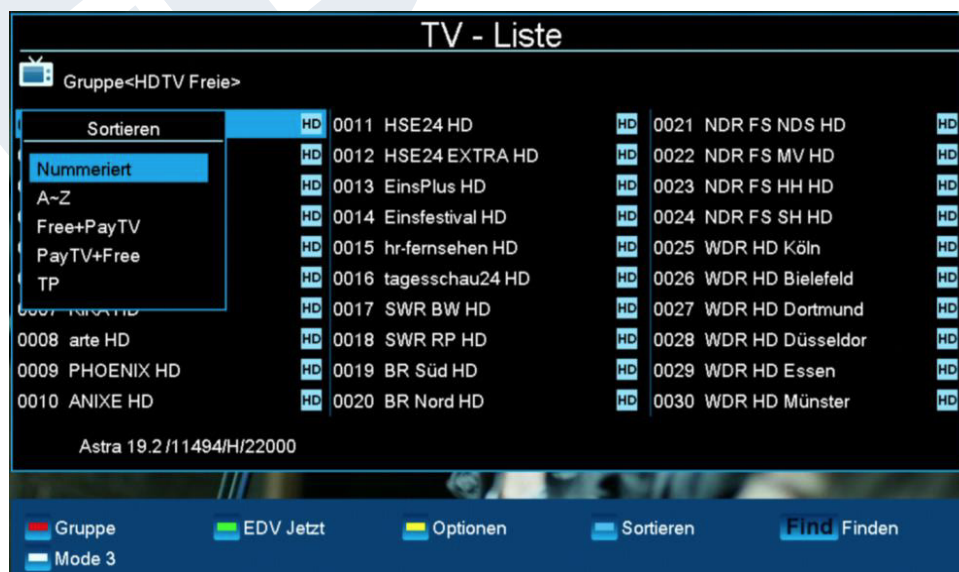 TV - Liste
Gruppe<HDTV Freie>
Sortieren
Nummeriert
A~Z
Free+PayTV
PayTV+Free
TP
HD
HD
HD
HD
HD
HD
0007 KIKA HD HD
0008 arte HD HD
0009 PHOENIX HD HD
0010 ANIXE HD HD
0011 HSE24 HD HD
0012 HSE24 EXTRA HD HD
0013 EinsPlus HD HD
0014 Einsfestival HD HD
0015 hr-fernsehen HD HD
0016 tagesschau24 HD HD
0017 SWR BW HD HD
0018 SWR RP HD HD
0019 BR Süd HD HD
0020 BR Nord HD HD
0021 NDR FS NDS HD HD
0022 NDR FS MV HD HD
0023 NDR FS HH HD HD
0024 NDR FS SH HD HD
0025 WDR HD Köln HD
0026 WDR HD Bielefeld HD
0027 WDR HD Dortmund HD
0028 WDR HD Düsseldor HD
0029 WDR HD Essen HD
0030 WDR HD Münster HD
Astra 19.2 /11494/H/22000
Gruppe EDV Jetzt Optionen Sortieren Find Finden
Mode 3